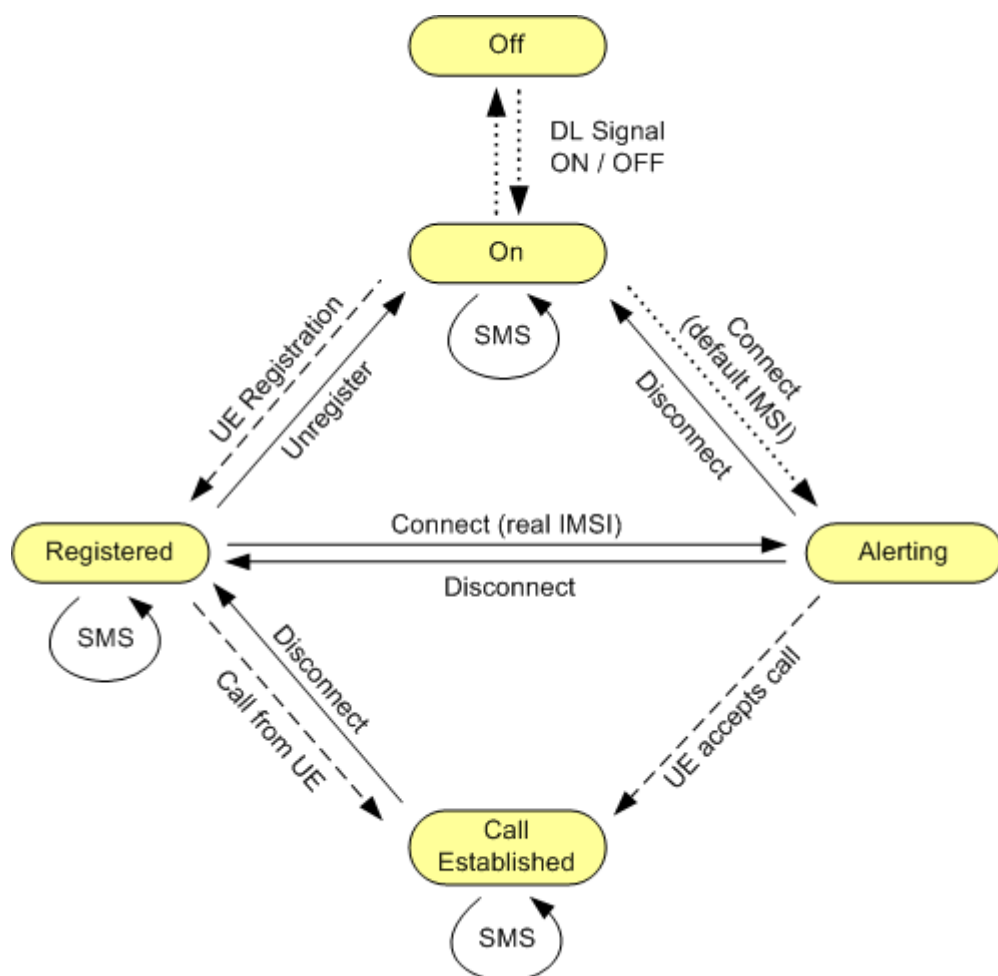 Off
DL Signal
ON / OFF
On
SMS
UE Registration
Unregister
Connect
(default IMSI)
Disconnect
Registered
Connect (real IMSI)
Disconnect
Alerting
SMS
Disconnect
Call from UE
UE accepts call
Call
Established
SMS